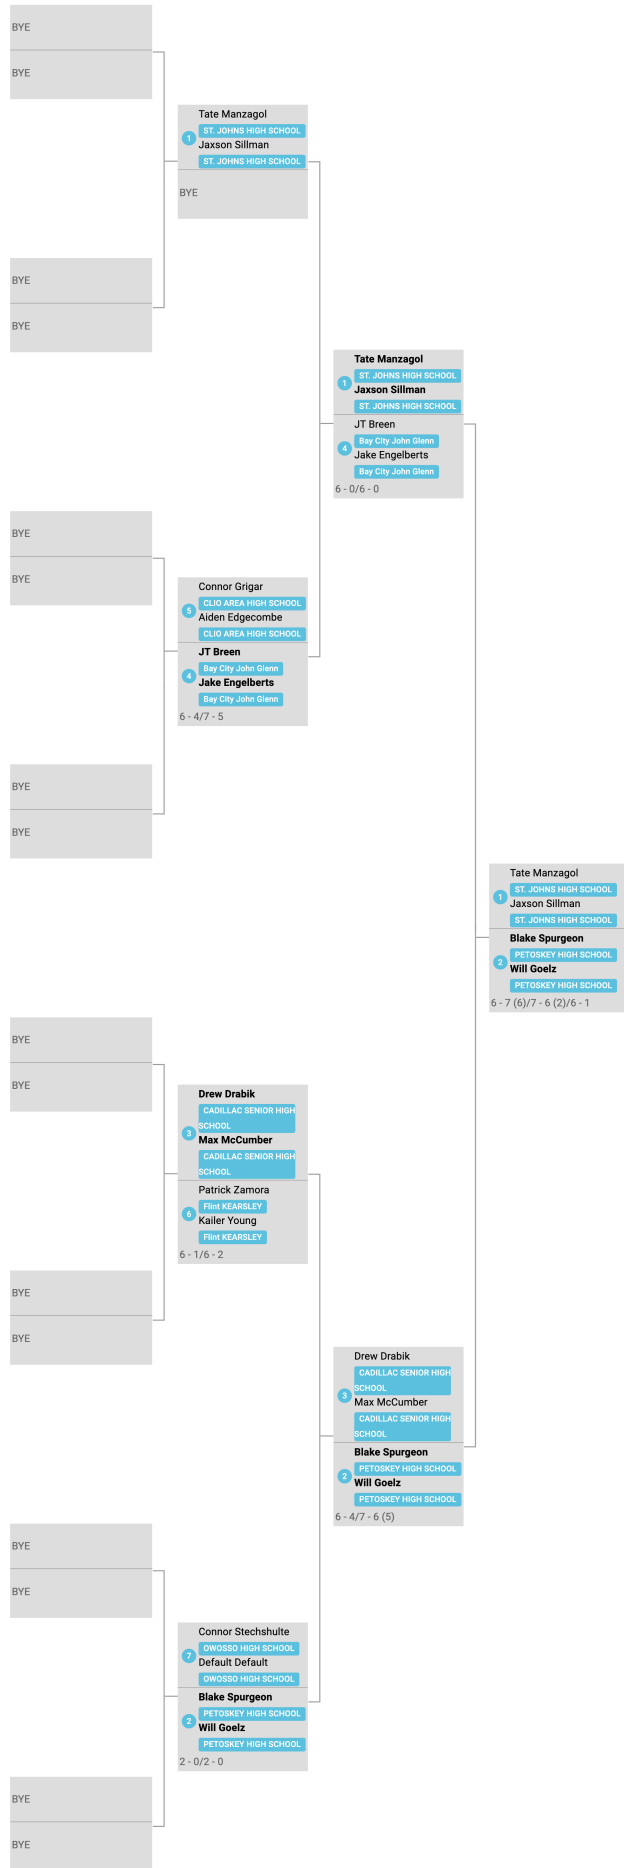 BYE
BYE
Tate Manzagol
1
ST. JOHNS HIGH SCHOOL
Jaxson Sillman
ST. JOHNS HIGH SCHOOL
BYE
BYE
BYE
Tate Manzagol
1
ST. JOHNS HIGH SCHOOL
Jaxson Sillman
ST. JOHNS HIGH SCHOOL
JT Breen
4
Bay City John Glenn
Jake Engelberts
Bay City John Glenn
6 - 0/6 - 0
BYE
BYE
Connor Grigar
5
CLIO AREA HIGH SCHOOL
Aiden Edgecombe
CLIO AREA HIGH SCHOOL
JT Breen
4
Bay City John Glenn
Jake Engelberts
Bay City John Glenn
6 - 4/7 - 5
BYE
BYE
Tate Manzagol
1
ST. JOHNS HIGH SCHOOL
Jaxson Sillman
ST. JOHNS HIGH SCHOOL
Blake Spurgeon
2
PETOSKEY HIGH SCHOOL
Will Goelz
PETOSKEY HIGH SCHOOL
6 - 7 (6)/7 - 6 (2)/6 - 1
BYE
BYE
Drew Drabik
3
CADILLAC SENIOR HIGH
SCHOOL
Max McCumber
CADILLAC SENIOR HIGH
SCHOOL
Patrick Zamora
6
Flint KEARSLEY
Kailer Young
Flint KEARSLEY
6 - 1/6 - 2
BYE
BYE
Drew Drabik
3
CADILLAC SENIOR HIGH
SCHOOL
Max McCumber
CADILLAC SENIOR HIGH
SCHOOL
Blake Spurgeon
2
PETOSKEY HIGH SCHOOL
Will Goelz
PETOSKEY HIGH SCHOOL
6 - 4/7 - 6 (5)
BYE
BYE
Connor Stechshulte
7
OWOSSO HIGH SCHOOL
Default Default
OWOSSO HIGH SCHOOL
Blake Spurgeon
2
PETOSKEY HIGH SCHOOL
Will Goelz
PETOSKEY HIGH SCHOOL
2 - 0/2 - 0
BYE
BYE